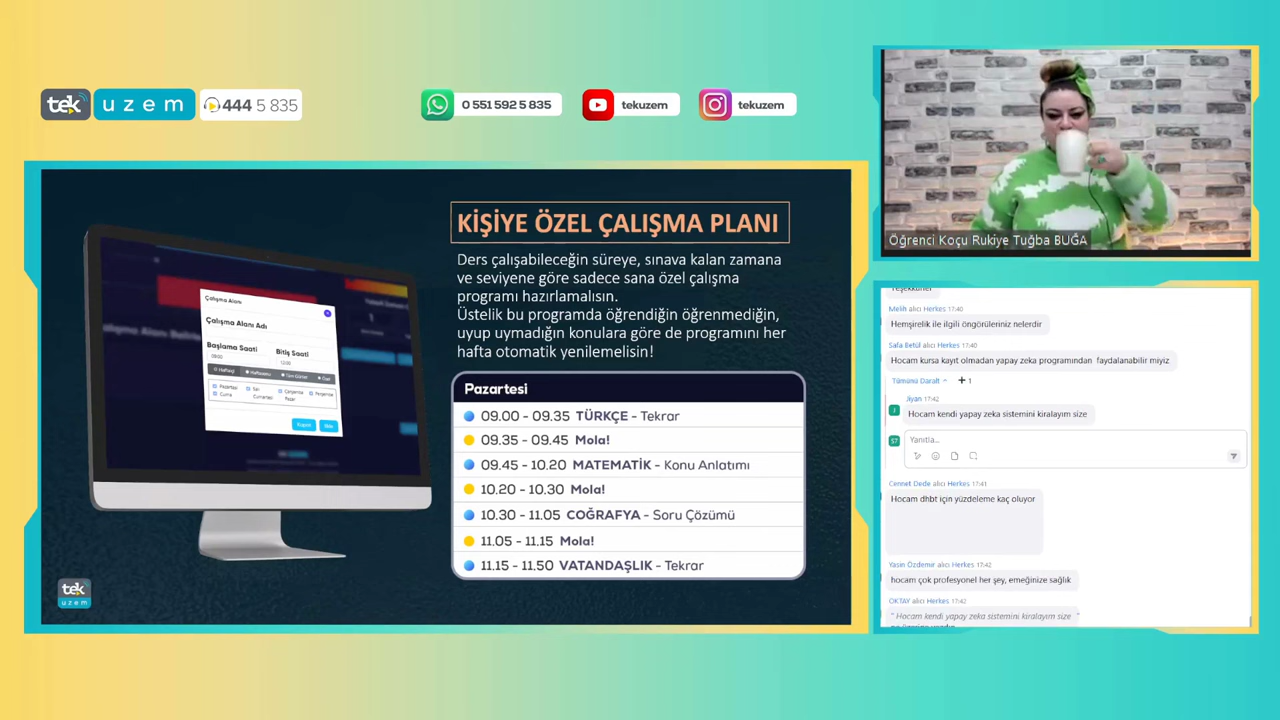 tek uzem 444 5 835
0 551 592 5 835
tekuzem
tekuzem
KİŞİYE ÖZEL ÇALIŞMA PLANI
Ders çalışabileceğin süreye, sınava kalan zamana
ve seviyene göre sadece sana özel çalışma
programı hazırlamalısın.
Üstelik bu programda öğrendiğin öğrenmediğin,
uyup uymadığın konulara göre de programını her
hafta otomatik yenilemelisin!
Pazartesi
09.00 - 09.35 TÜRKÇE - Tekrar
09.35 - 09.45 Mola!
09.45 - 10.20 MATEMATİK - Konu Anlatımı
10.20 - 10.30 Mola!
10.30 - 11.05 COĞRAFYA - Soru Çözümü
11.05 - 11.15 Mola!
11.15 - 11.50 VATANDAŞLIK - Tekrar
Çalışma Alanı
Çalışma Alanı Adı
Başlama Saati Bitiş Saati
tek
uzem
Öğrenci Koçu Rukiye Tuğba BUĞA
Melih alıcı Herkes 17:40
Hemşirelik ile ilgili öngörüleriniz nelerdir
Safa Betül alıcı Herkes 17:40
Hocam kursa kayıt olmadan yapay zeka programından faydalanabilir miyiz
Tümünü Daralt + 1
Jiyan 17:42
Hocam kendi yapay zeka sistemini kiralayım size
Yanıtla...
Cennet Dede alıcı Herkes 17:41
Hocam dhbt için yüzdeleme kaç oluyor
Yasin Özdemir alıcı Herkes 17:42
hocam çok profesyonel her şey, emeğinize sağlık
OKTAY alıcı Herkes 17:42
" Hocam kendi yapay zeka sistemini kiralayım size "